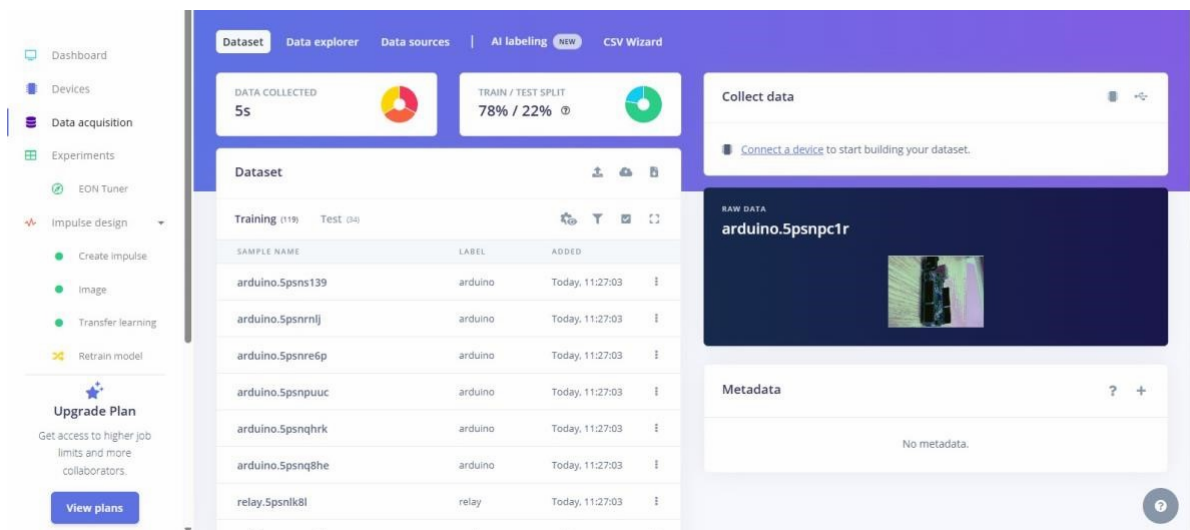 Dashboard
Devices
Data acquisition
Experiments
EON Tuner
Impulse design
Create impulse
Image
Transfer learning
Retrain model
Upgrade Plan
Get access to higher job
limits and more
collaborators.
View plans
Dataset Data explorer Data sources | AI labeling NEW CSV Wizard
DATA COLLECTED
5s
TRAIN / TEST SPLIT
78% / 22% ?
Dataset
Training (119) Test (34)
SAMPLE NAME LABEL ADDED
arduino.5psns139 arduino Today, 11:27:03
arduino.5psnrnlj arduino Today, 11:27:03
arduino.5psnre6p arduino Today, 11:27:03
arduino.5psnpuuc arduino Today, 11:27:03
arduino.5psnqhrk arduino Today, 11:27:03
arduino.5psnq8he arduino Today, 11:27:03
relay.5psnlk8l relay Today, 11:27:03
Collect data
Connect a device to start building your dataset.
RAW DATA
arduino.5psnpc1r
Metadata ? +
No metadata.
?